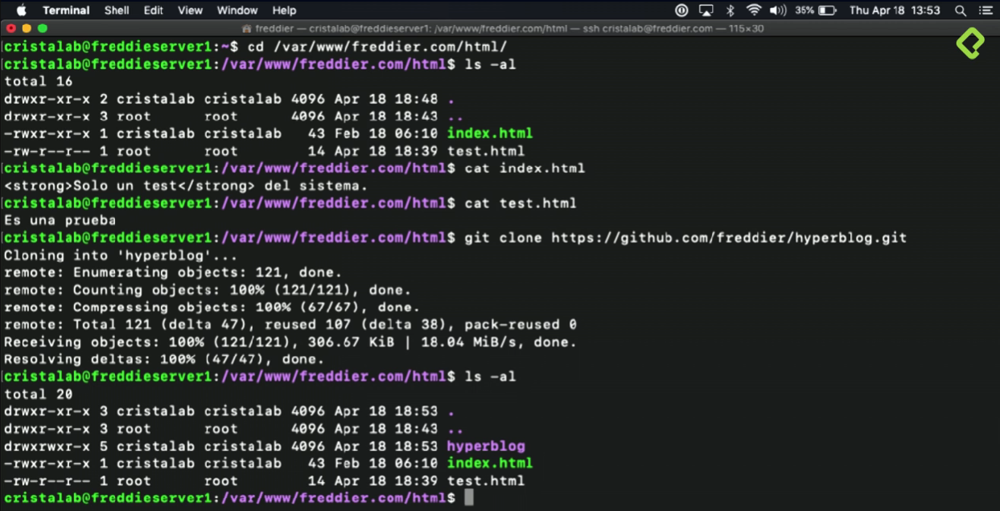 Terminal Shell Edit View Window Help 35% Thu Apr 18 13:53
freddier — cristalab@freddieserver1: /var/www/freddier.com/html — ssh cristalab@freddier.com — 115×30
[cristalab@freddieserver1:~$ cd /var/www/freddier.com/html/
[cristalab@freddieserver1:/var/www/freddier.com/html$ ls -al
total 16
drwxr-xr-x 2 cristalab cristalab 4096 Apr 18 18:48 .
drwxr-xr-x 3 root      root      4096 Apr 18 18:43 ..
-rwxr-xr-x 1 cristalab cristalab   43 Feb 18 06:10 index.html
-rw-r--r-- 1 root      root        14 Apr 18 18:39 test.html
[cristalab@freddieserver1:/var/www/freddier.com/html$ cat index.html
<strong>Solo un test</strong> del sistema.
[cristalab@freddieserver1:/var/www/freddier.com/html$ cat test.html
Es una prueba
[cristalab@freddieserver1:/var/www/freddier.com/html$ git clone https://github.com/freddier/hyperblog.git
Cloning into 'hyperblog'...
remote: Enumerating objects: 121, done.
remote: Counting objects: 100% (121/121), done.
remote: Compressing objects: 100% (67/67), done.
remote: Total 121 (delta 47), reused 107 (delta 38), pack-reused 0
Receiving objects: 100% (121/121), 306.67 KiB | 18.04 MiB/s, done.
Resolving deltas: 100% (47/47), done.
[cristalab@freddieserver1:/var/www/freddier.com/html$ ls -al
total 20
drwxr-xr-x 3 cristalab cristalab 4096 Apr 18 18:53 .
drwxr-xr-x 3 root      root      4096 Apr 18 18:43 ..
drwxrwxr-x 5 cristalab cristalab 4096 Apr 18 18:53 hyperblog
-rwxr-xr-x 1 cristalab cristalab   43 Feb 18 06:10 index.html
-rw-r--r-- 1 root      root        14 Apr 18 18:39 test.html
cristalab@freddieserver1:/var/www/freddier.com/html$